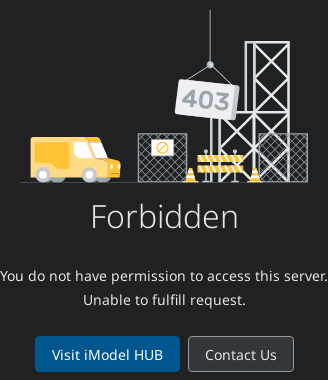 403
Forbidden
You do not have permission to access this server.
Unable to fulfill request.
Visit iModel HUB
Contact Us